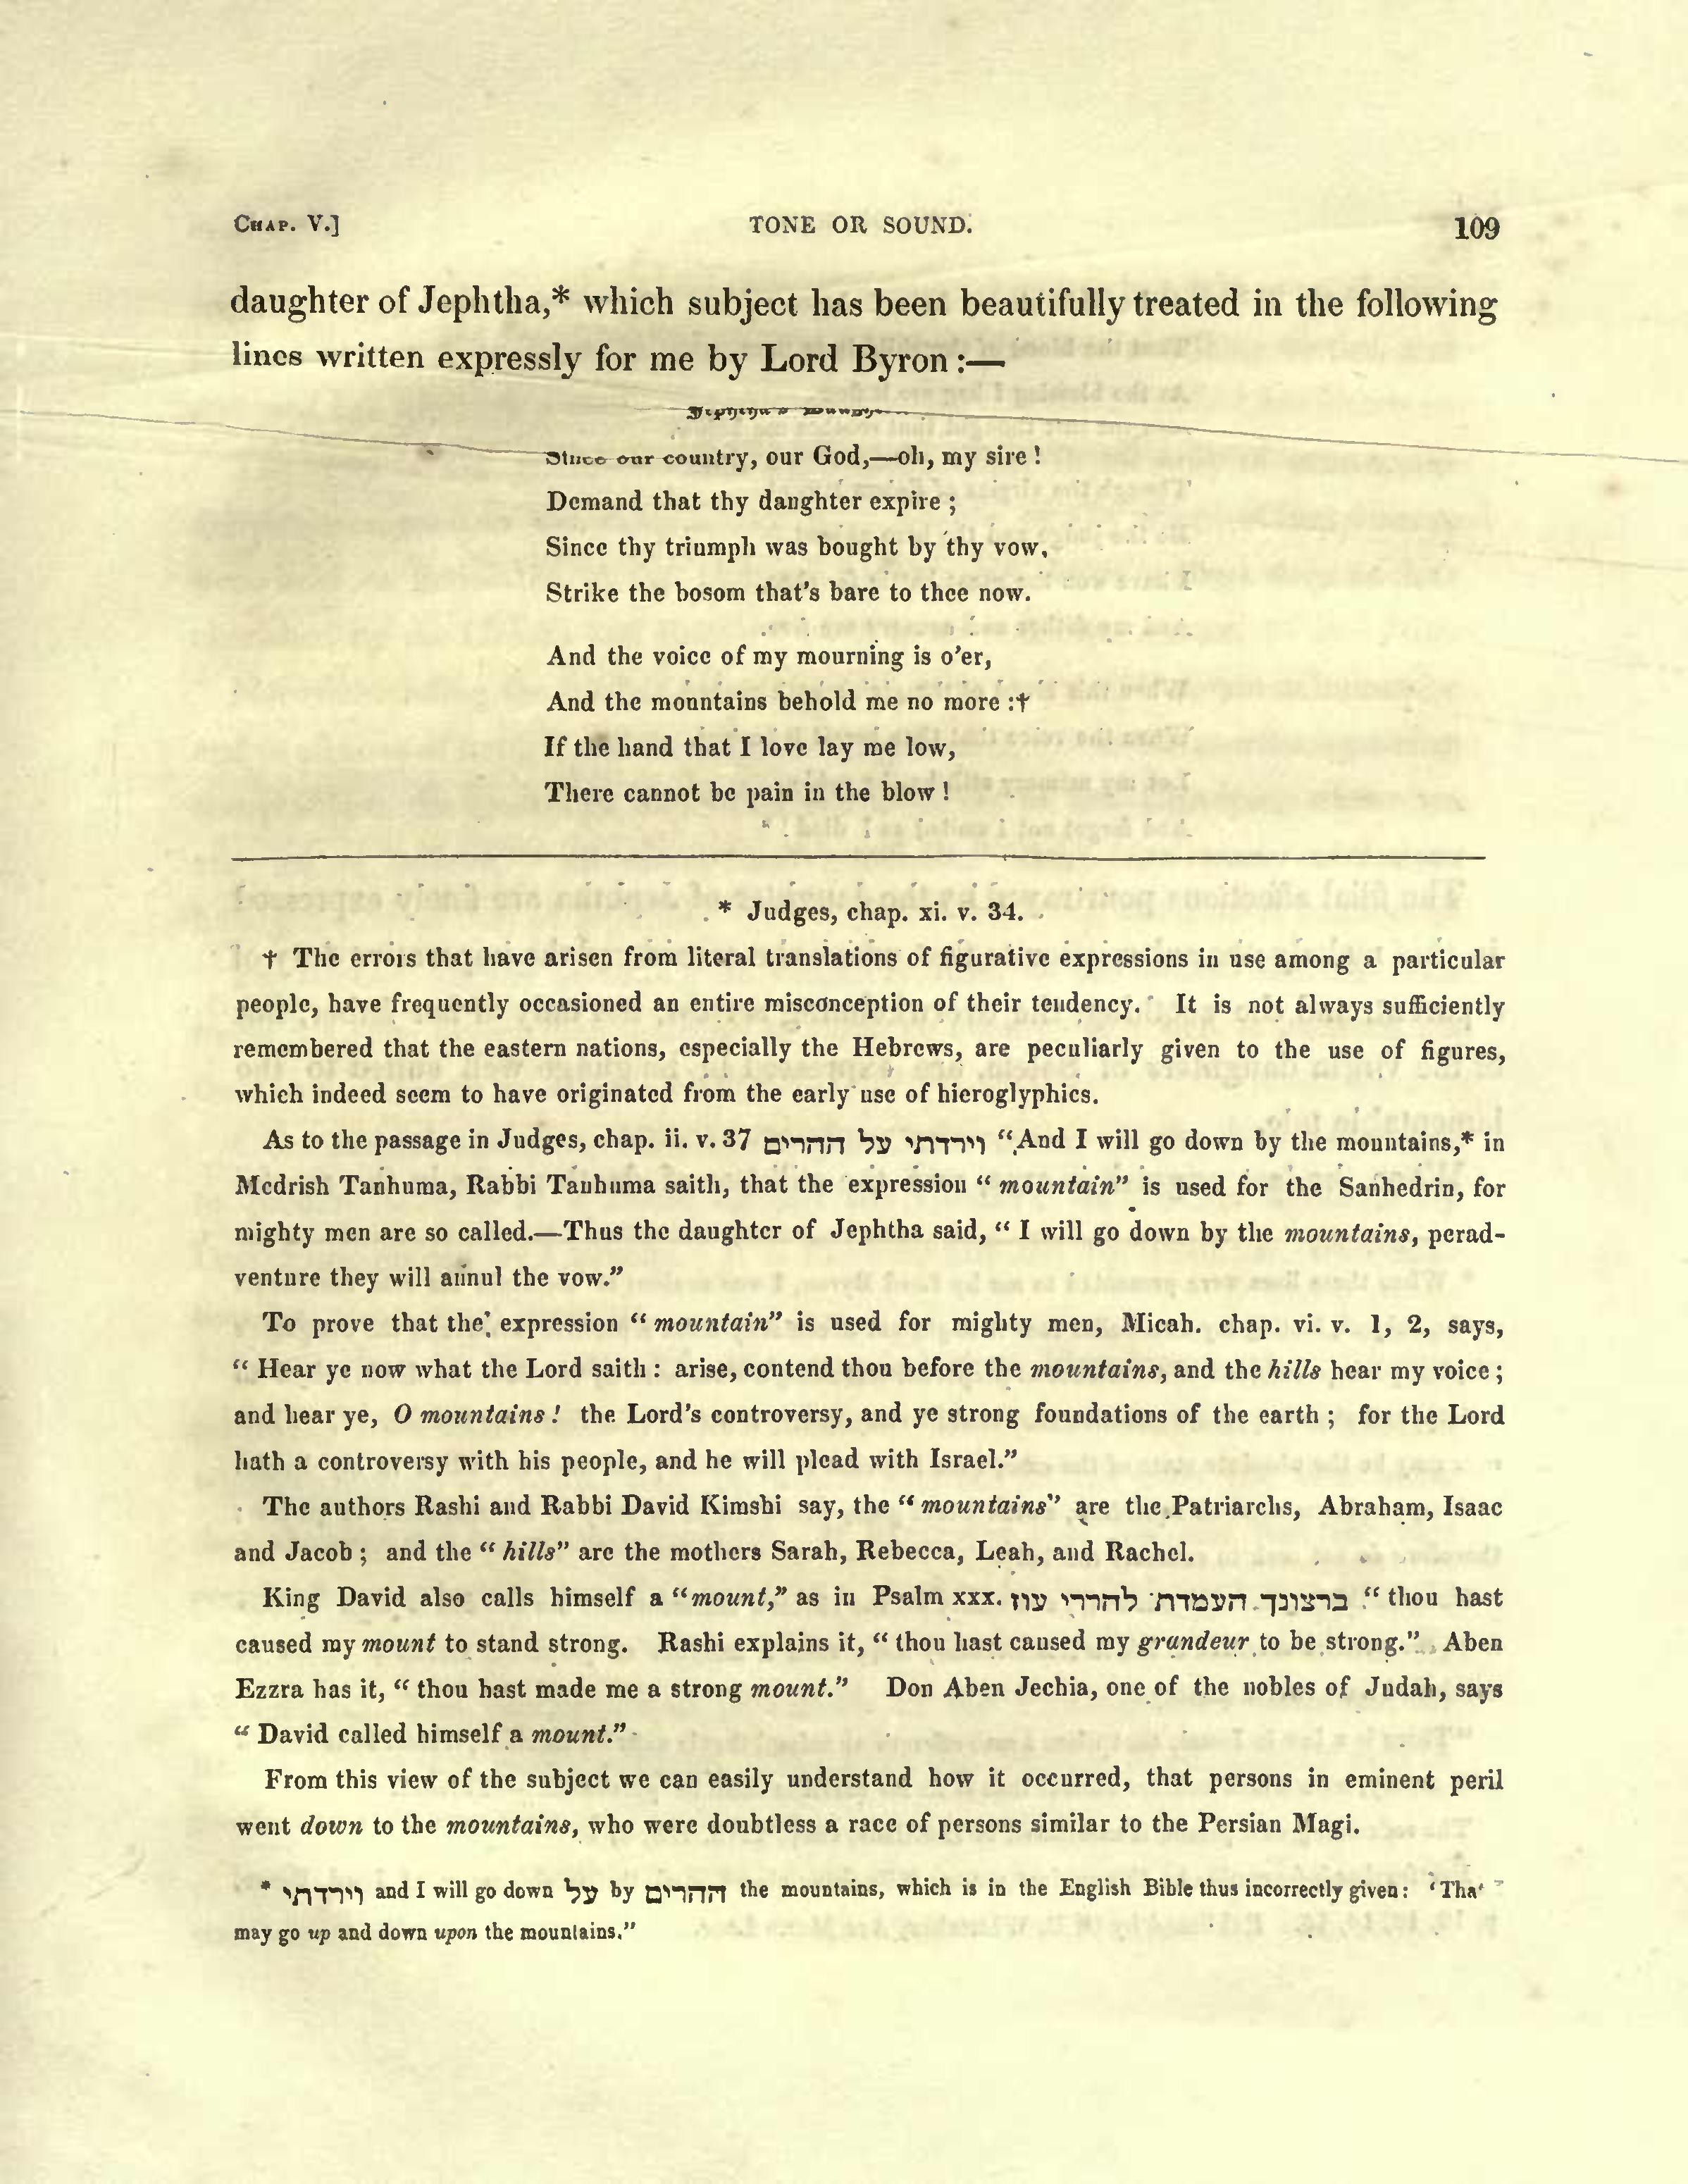 CHAP. V.] TONE OR SOUND. 109
daughter of Jephtha,* which subject has been beautifully treated in the following
lines written expressly for me by Lord Byron :—
Since our country, our God,—oh, my sire !
Demand that thy daughter expire ;
Since thy triumph was bought by thy vow,
Strike the bosom that's bare to thee now.
And the voice of my mourning is o'er,
And the mountains behold me no more :†
If the hand that I love lay me low,
There cannot be pain in the blow !
* Judges, chap. xi. v. 34.
† The errors that have arisen from literal translations of figurative expressions in use among a particular
people, have frequently occasioned an entire misconception of their tendency. It is not always sufficiently
remembered that the eastern nations, especially the Hebrews, are peculiarly given to the use of figures,
which indeed seem to have originated from the early use of hieroglyphics.
As to the passage in Judges, chap. ii. v. 37 וירדתי על ההרים “And I will go down by the mountains,* in
Medrish Tanhuma, Rabbi Tanhuma saith, that the expression “ mountain” is used for the Sanhedrin, for
mighty men are so called.—Thus the daughter of Jephtha said, “ I will go down by the mountains, perad-
venture they will annul the vow.”
To prove that the expression “ mountain” is used for mighty men, Micah. chap. vi. v. 1, 2, says,
“ Hear ye now what the Lord saith : arise, contend thou before the mountains, and the hills hear my voice ;
and hear ye, O mountains ! the Lord's controversy, and ye strong foundations of the earth ; for the Lord
hath a controversy with his people, and he will plead with Israel.”
The authors Rashi and Rabbi David Kimshi say, the “ mountains” are the Patriarchs, Abraham, Isaac
and Jacob ; and the “ hills” are the mothers Sarah, Rebecca, Leah, and Rachel.
King David also calls himself a “mount,” as in Psalm xxx. ברצונך העמדת להררי עוז “ thou hast
caused my mount to stand strong. Rashi explains it, “ thou hast caused my grandeur to be strong.” Aben
Ezzra has it, “ thou hast made me a strong mount.” Don Aben Jechia, one of the nobles of Judah, says
“ David called himself a mount.”
From this view of the subject we can easily understand how it occurred, that persons in eminent peril
went down to the mountains, who were doubtless a race of persons similar to the Persian Magi.
* וירדתי and I will go down על by ההרים the mountains, which is in the English Bible thus incorrectly given : ‘Tha‘
may go up and down upon the mountains.”